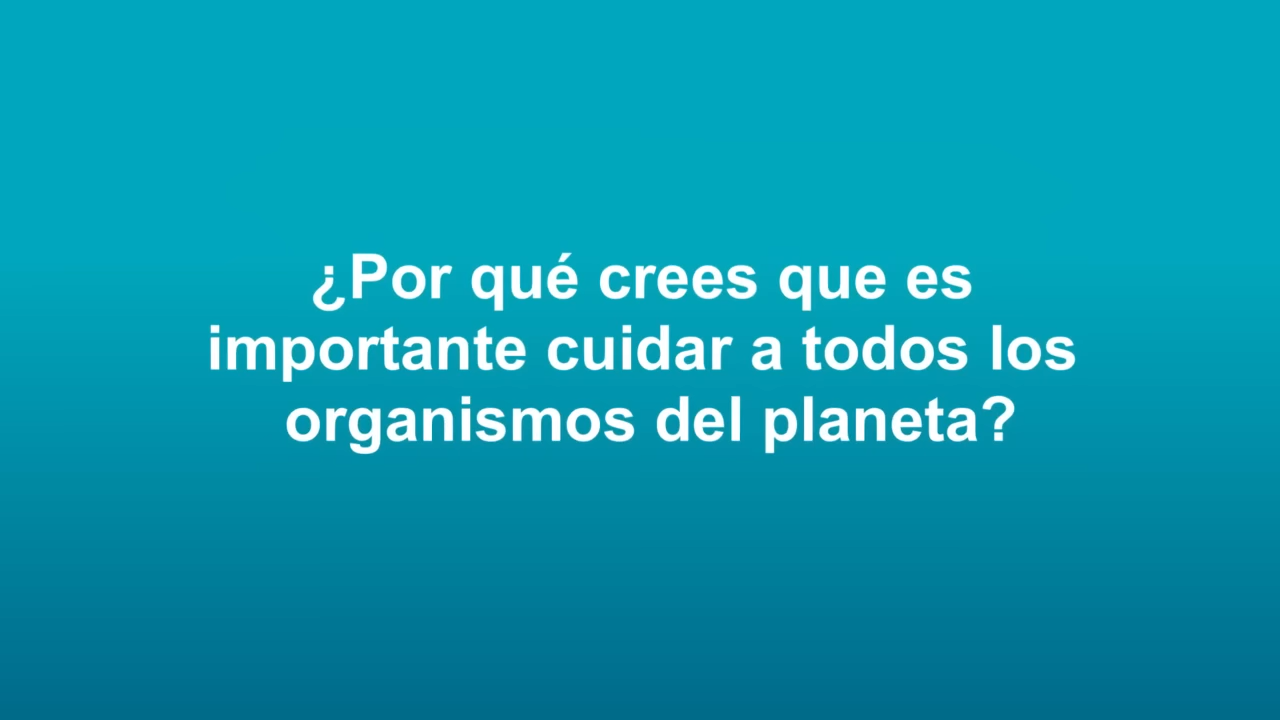 ¿Por qué crees que es
importante cuidar a todos los
organismos del planeta?